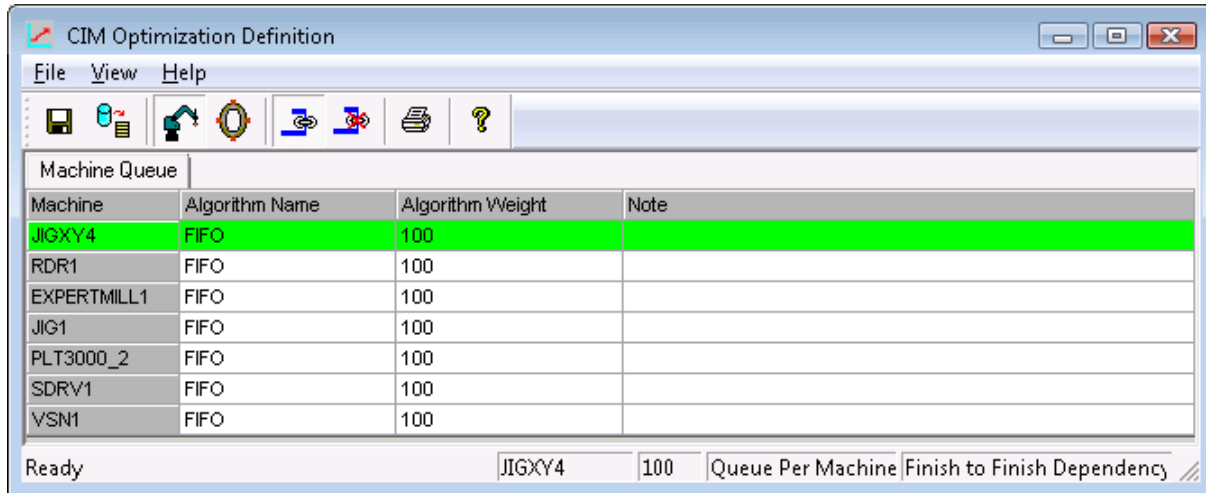 CIM Optimization Definition
File View Help
Machine Queue
Machine Algorithm Name Algorithm Weight Note
JIGXY4 FIFO 100
RDR1 FIFO 100
EXPERTMILL1 FIFO 100
JIG1 FIFO 100
PLT3000_2 FIFO 100
SDRV1 FIFO 100
VSN1 FIFO 100
Ready JIGXY4 100 Queue Per Machine Finish to Finish Dependency